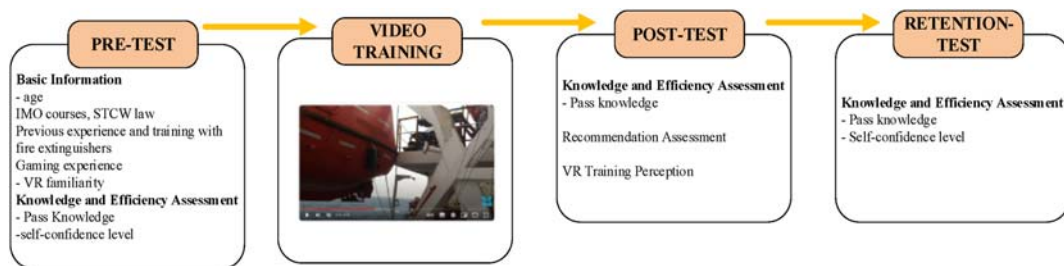 PRE-TEST
Basic Information
- age
IMO courses, STCW law
Previous experience and training with
fire extinguishers
Gaming experience
- VR familiarity
Knowledge and Efficiency Assessment
- Pass Knowledge
-self-confidence level
VIDEO
TRAINING
POST-TEST
Knowledge and Efficiency Assessment
- Pass knowledge
Recommendation Assessment
VR Training Perception
RETENTION-
TEST
Knowledge and Efficiency Assessment
- Pass knowledge
- Self-confidence level